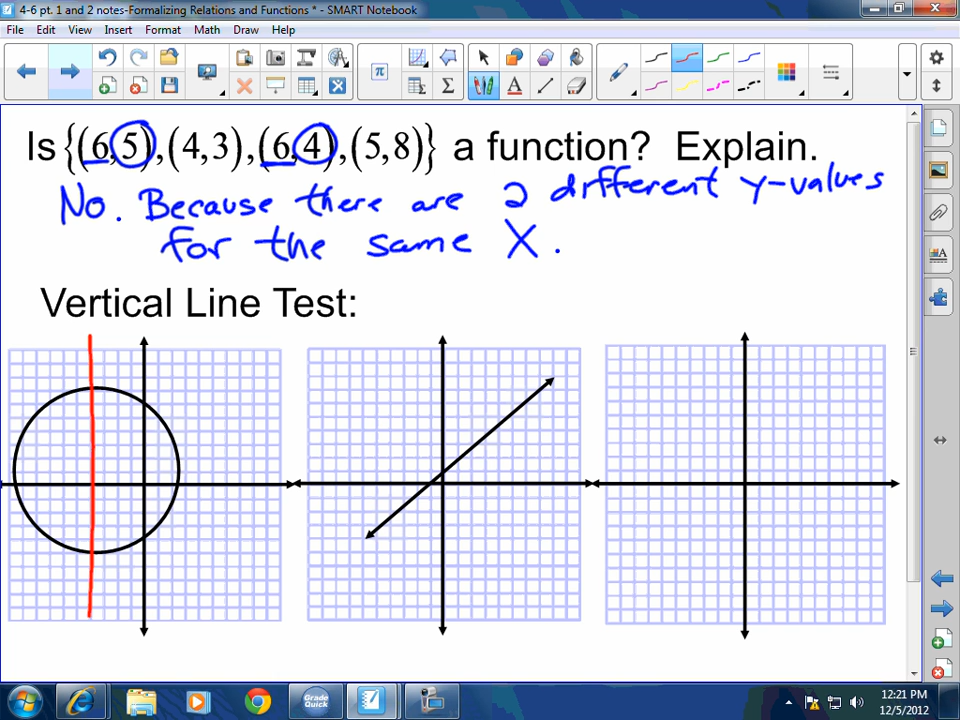 4-6 pt. 1 and 2 notes-Formalizing Relations and Functions * - SMART Notebook
File Edit View Insert Format Math Draw Help
π Σ A
Is {(6,5),(4,3),(6,4),(5,8)} a function? Explain.
No. Because there are 2 different y-values
for the same X.
Vertical Line Test:
Grade Quick
12:21 PM
12/5/2012